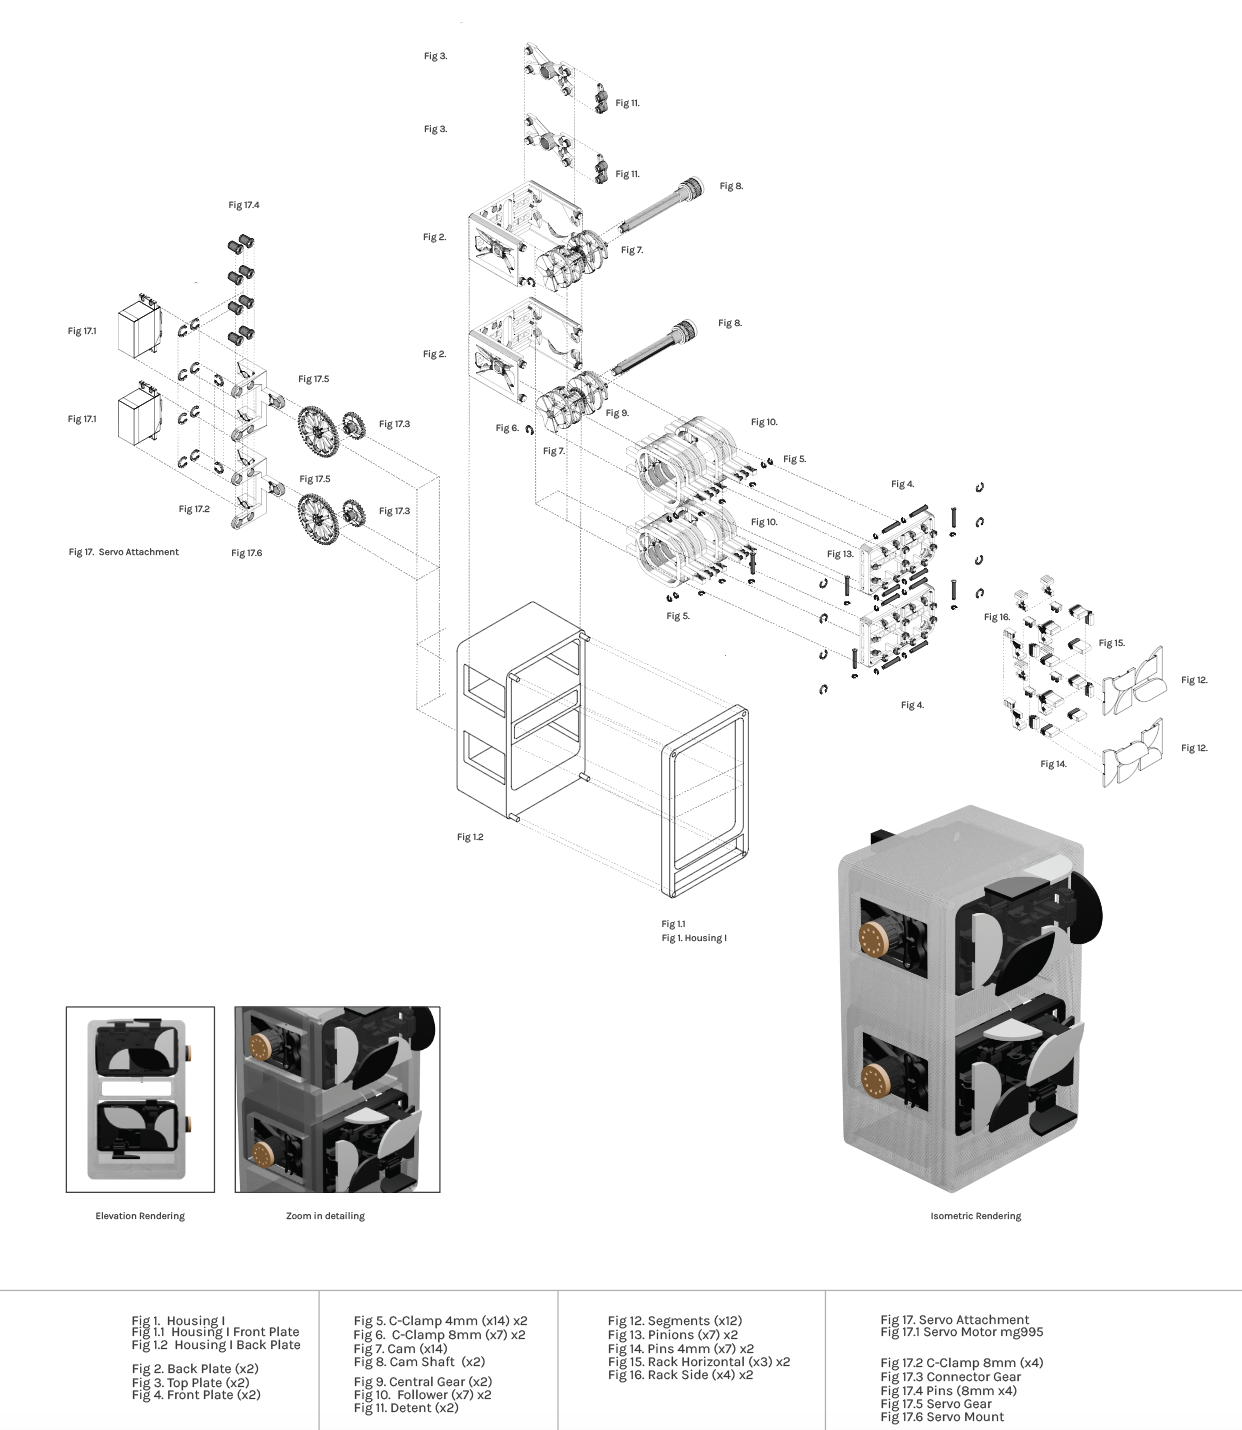 Fig 3.
Fig 11.
Fig 3.
Fig 11.
Fig 8.
Fig 17.4
Fig 2.
Fig 7.
Fig 6.
Fig 17.1
Fig 8.
Fig 2.
Fig 17.5
Fig 17.1
Fig 17.3
Fig 9.
Fig 6.
Fig 7.
Fig 10.
Fig 5.
Fig 4.
Fig 17.5
Fig 17.2
Fig 17.3
Fig 10.
Fig 17. Servo Attachment
Fig 17.6
Fig 13.
Fig 5.
Fig 16.
Fig 15.
Fig 12.
Fig 4.
Fig 12.
Fig 14.
Fig 1.2
Fig 1.1
Fig 1. Housing I
Elevation Rendering
Zoom in detailing
Isometric Rendering
Fig 1. Housing I
Fig 1.1 Housing I Front Plate
Fig 1.2 Housing I Back Plate
Fig 2. Back Plate (x2)
Fig 3. Top Plate (x2)
Fig 4. Front Plate (x2)
Fig 5. C-Clamp 4mm (x14) x2
Fig 6. C-Clamp 8mm (x7) x2
Fig 7. Cam (x14)
Fig 8. Cam Shaft (x2)
Fig 9. Central Gear (x2)
Fig 10. Follower (x7) x2
Fig 11. Detent (x2)
Fig 12. Segments (x12)
Fig 13. Pinions (x7) x2
Fig 14. Pins 4mm (x7) x2
Fig 15. Rack Horizontal (x3) x2
Fig 16. Rack Side (x4) x2
Fig 17. Servo Attachment
Fig 17.1 Servo Motor mg995
Fig 17.2 C-Clamp 8mm (x4)
Fig 17.3 Connector Gear
Fig 17.4 Pins (8mm x4)
Fig 17.5 Servo Gear
Fig 17.6 Servo Mount